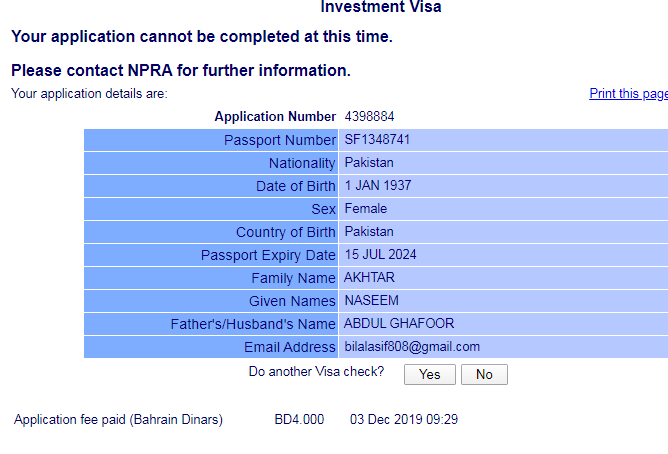 Investment Visa
Your application cannot be completed at this time.
Please contact NPRA for further information.
Your application details are: Print this page
Application Number 4398884
Passport Number SF1348741
Nationality Pakistan
Date of Birth 1 JAN 1937
Sex Female
Country of Birth Pakistan
Passport Expiry Date 15 JUL 2024
Family Name AKHTAR
Given Names NASEEM
Father's/Husband's Name ABDUL GHAFOOR
Email Address bilalasif808@gmail.com
Do another Visa check? Yes No
Application fee paid (Bahrain Dinars) BD4.000 03 Dec 2019 09:29